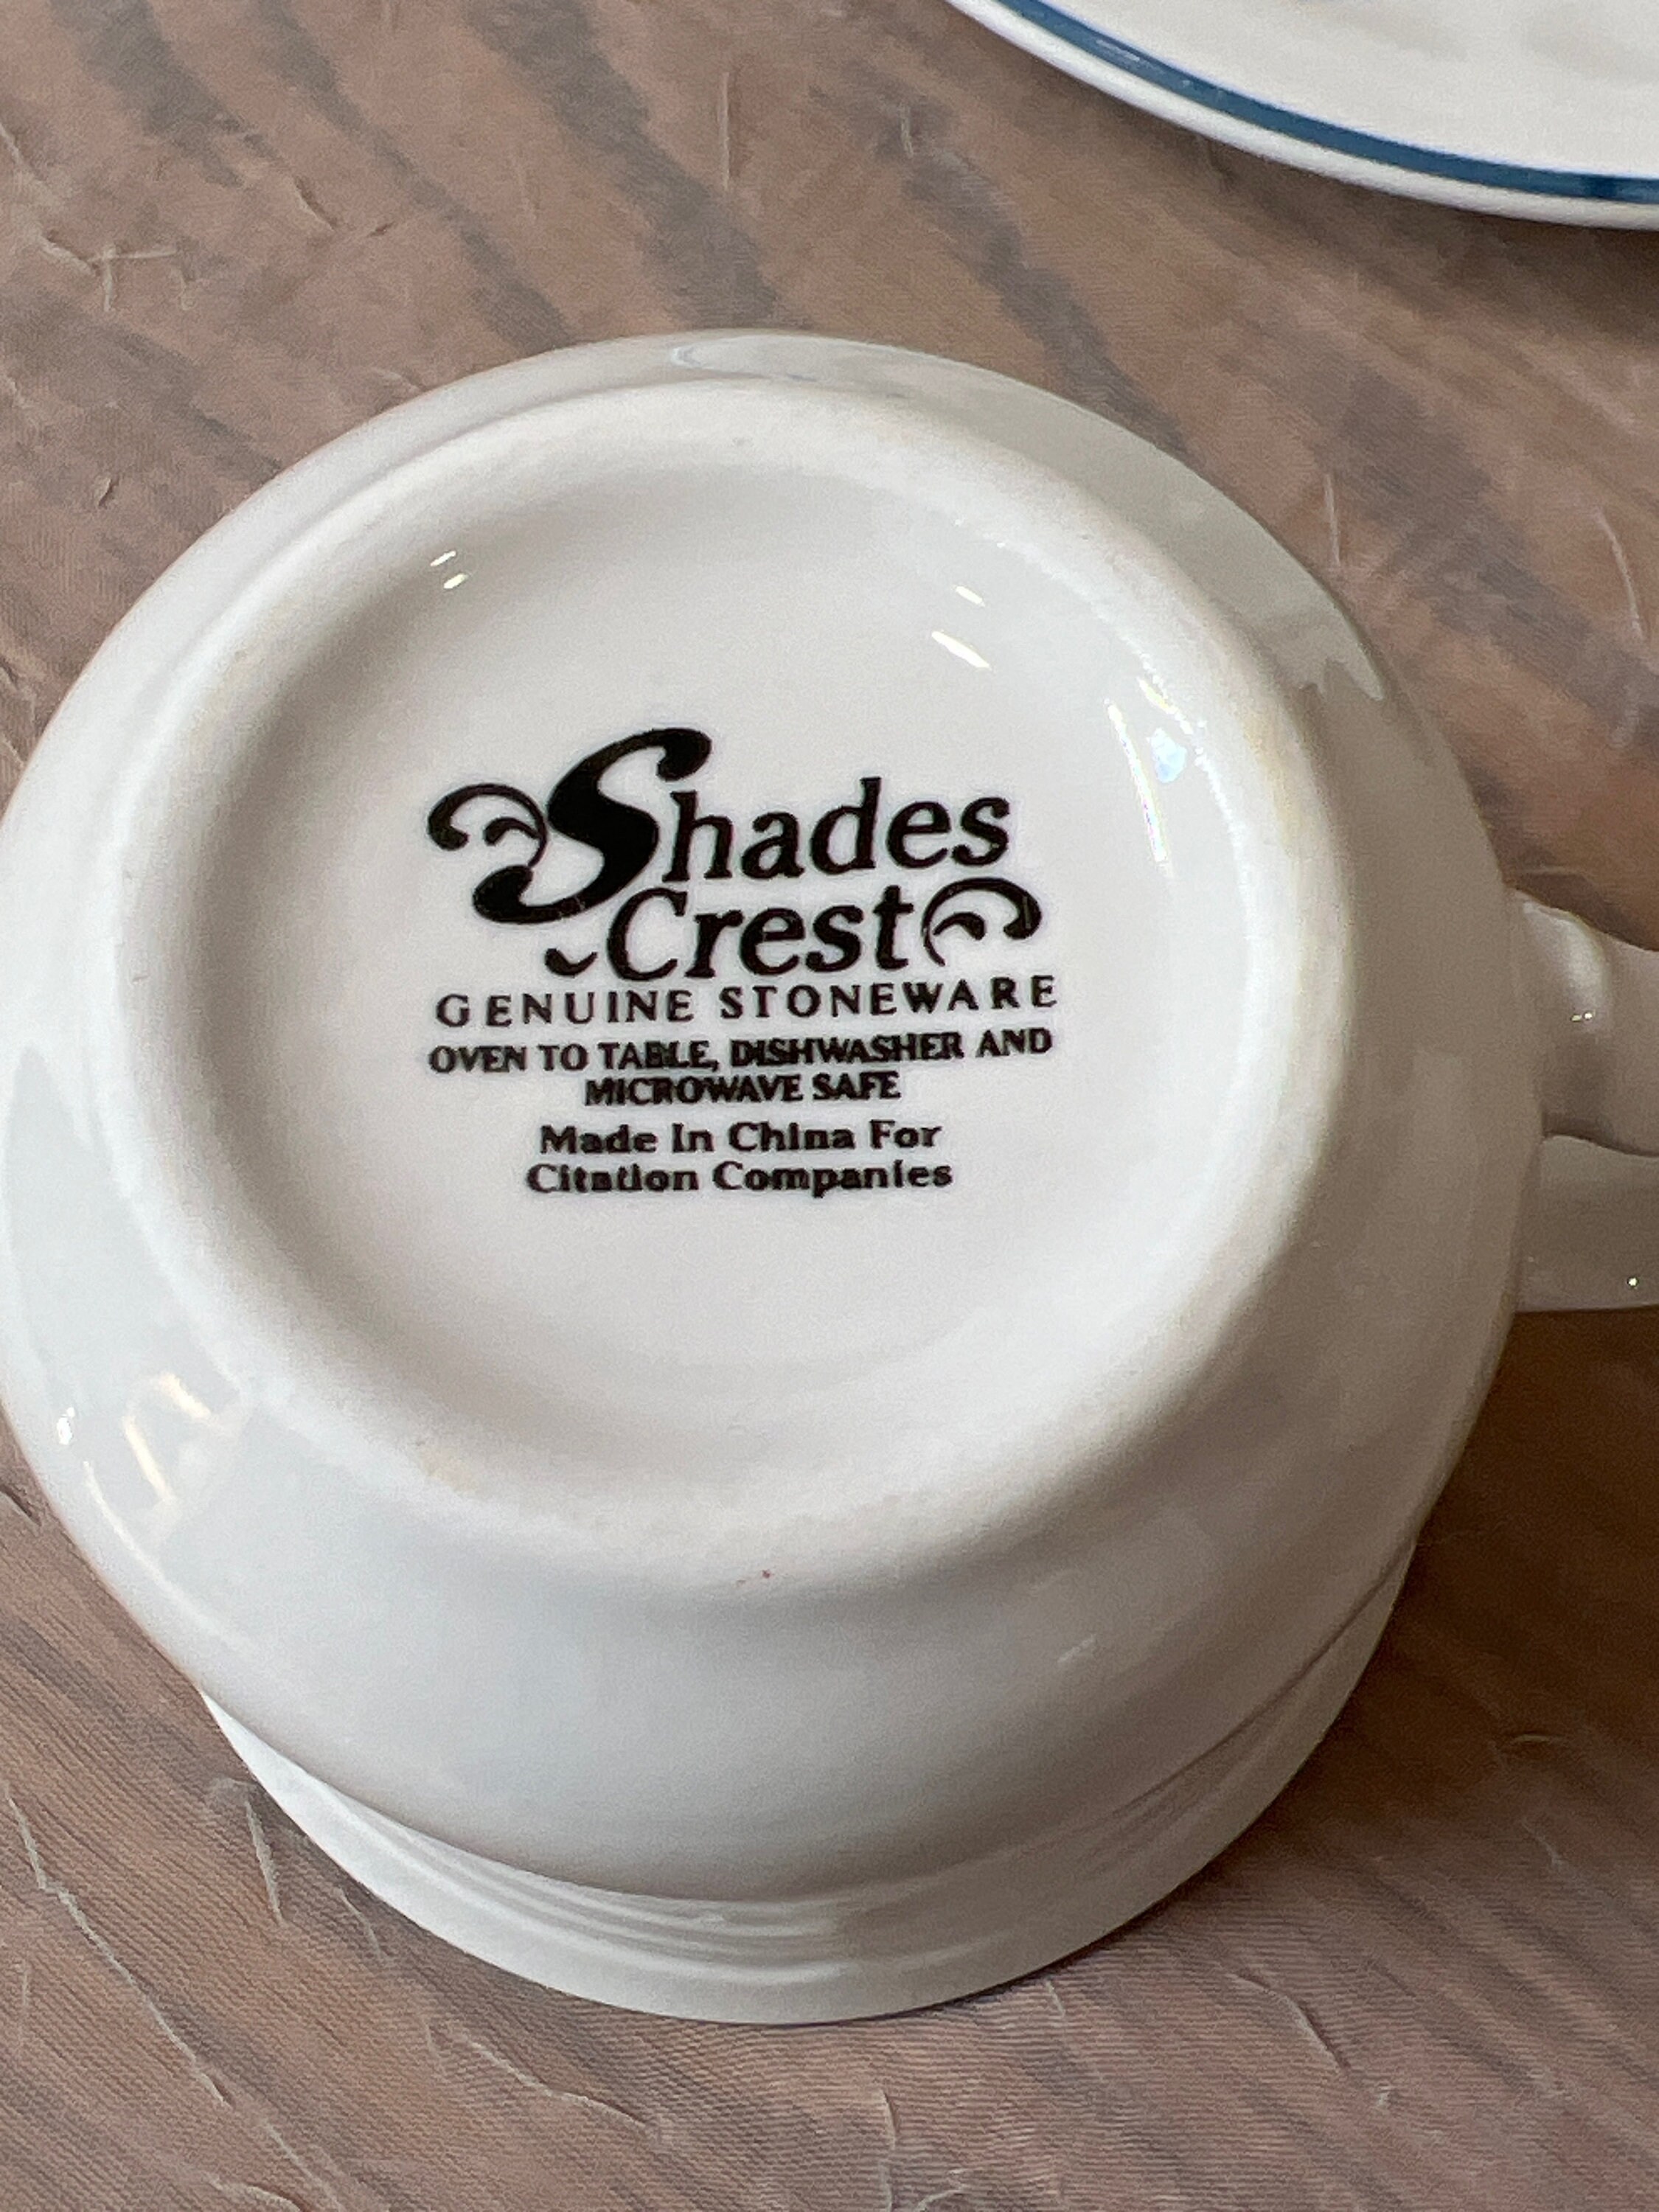 Shades
Crest
GENUINE STONEWARE
OVEN TO TABLE, DISHWASHER AND
MICROWAVE SAFE
Made In China For
Citation Companies